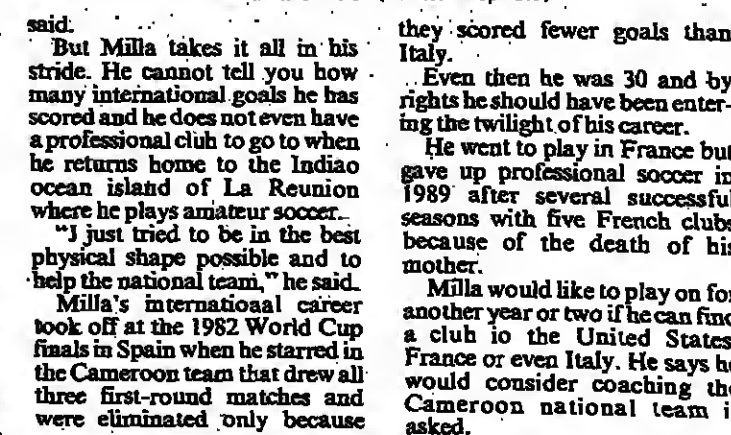 said.
But Milla takes it all in his
stride. He cannot tell you how
many international goals he has
scored and he does not even have
a professional club to go to when
he returns home to the Indiao
ocean island of La Reunion
where he plays amateur soccer.
"I just tried to be in the best
physical shape possible and to
help the national team," he said.
Milla's internatioaal career
took off at the 1982 World Cup
finals in Spain when he starred in
the Cameroon team that drew all
three first-round matches and
were eliminated only because
they scored fewer goals than
Italy.
Even then he was 30 and by
rights he should have been enter-
ing the twilight of his career.
He went to play in France but
gave up professional soccer in
1989 after several successful
seasons with five French clubs
because of the death of his
mother.
Milla would like to play on for
another year or two if he can find
a club io the United States,
France or even Italy. He says he
would consider coaching the
Cameroon national team i
asked.